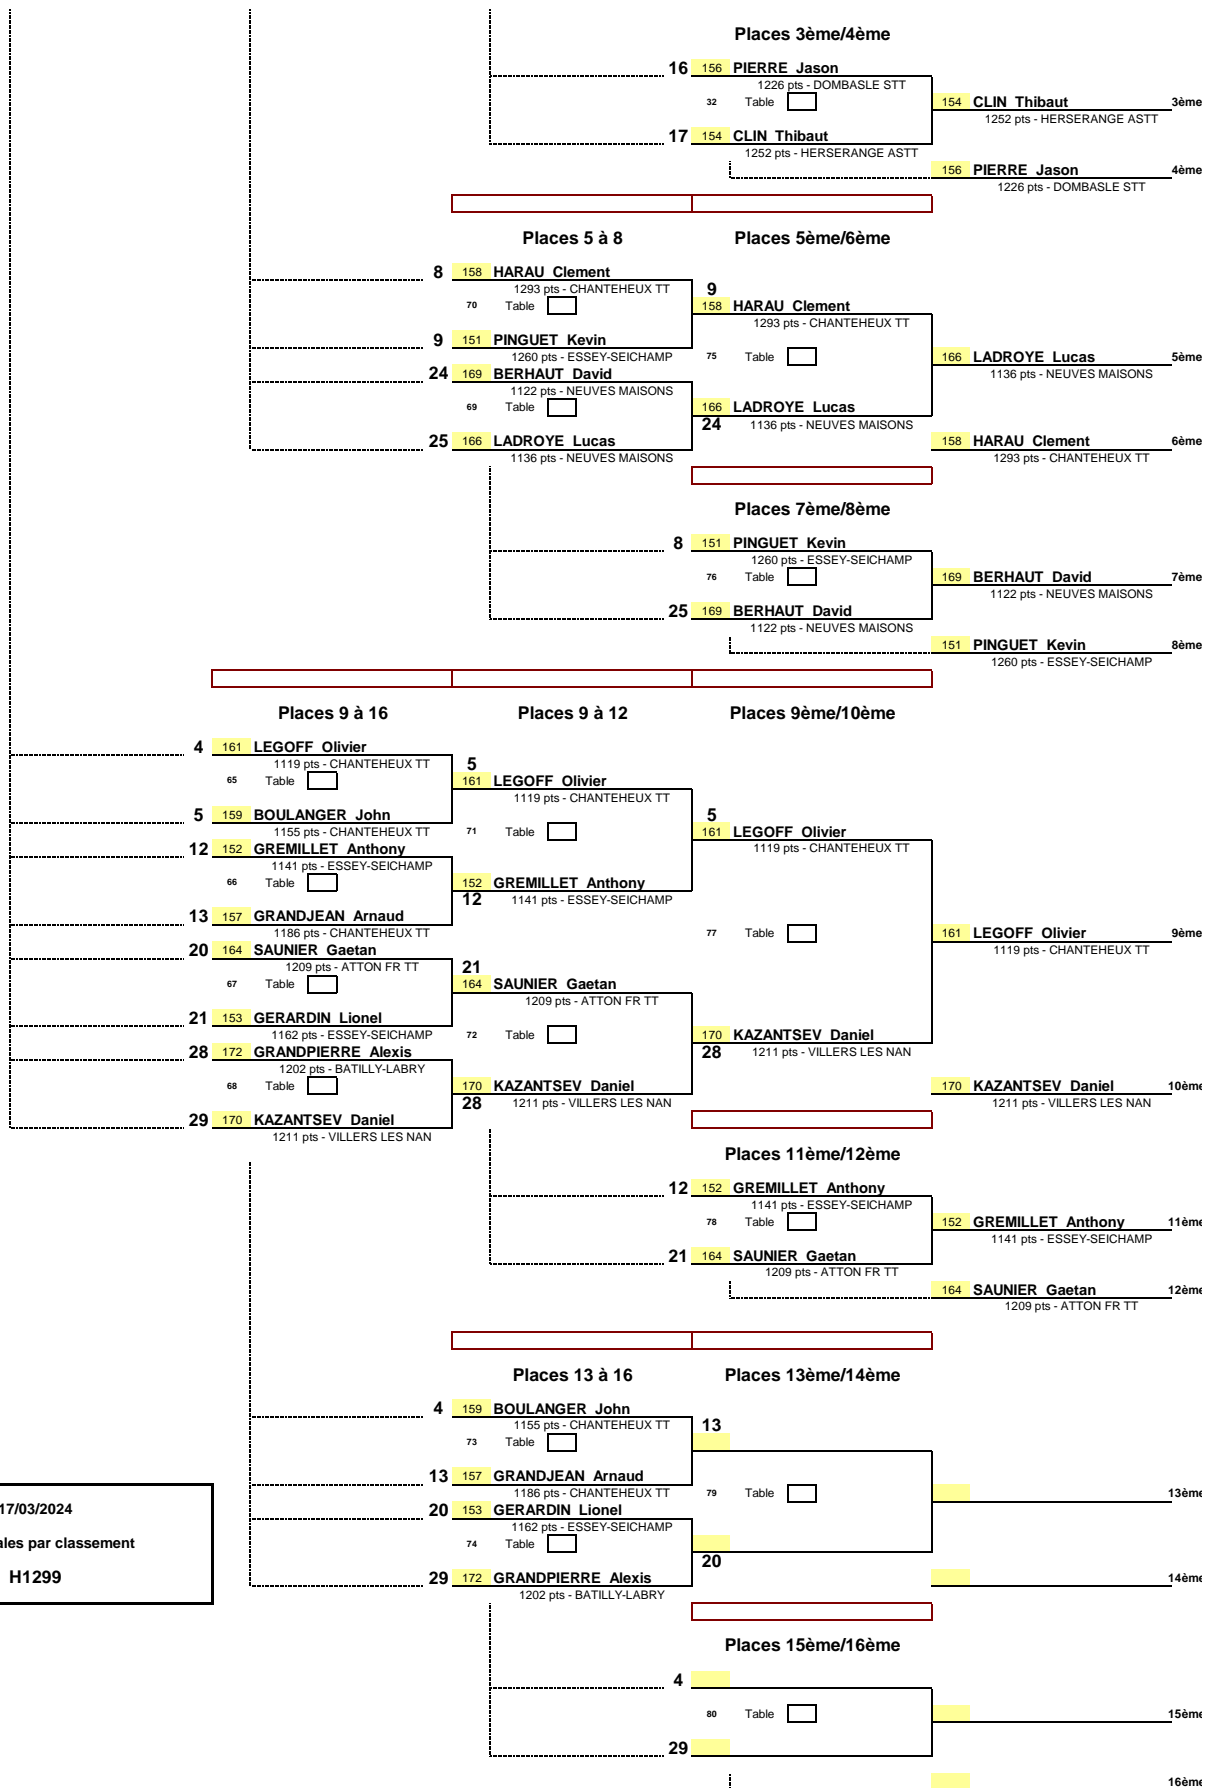 Places 3ème/4ème
16 156 PIERRE Jason
1226 pts - DOMBASLE STT
32 Table
154 CLIN Thibaut 3ème
1252 pts - HERSERANGE ASTT
17 154 CLIN Thibaut
1252 pts - HERSERANGE ASTT
156 PIERRE Jason 4ème
1226 pts - DOMBASLE STT
Places 5 à 8 Places 5ème/6ème
8 158 HARAU Clement
1293 pts - CHANTEHEUX TT
9
70 Table
158 HARAU Clement
1293 pts - CHANTEHEUX TT
9 151 PINGUET Kevin
1260 pts - ESSEY-SEICHAMP
75 Table
166 LADROYE Lucas 5ème
1136 pts - NEUVES MAISONS
24 169 BERHAUT David
1122 pts - NEUVES MAISONS
69 Table
166 LADROYE Lucas
24
1136 pts - NEUVES MAISONS
25 166 LADROYE Lucas
1136 pts - NEUVES MAISONS
158 HARAU Clement 6ème
1293 pts - CHANTEHEUX TT
Places 7ème/8ème
8 151 PINGUET Kevin
1260 pts - ESSEY-SEICHAMP
76 Table
169 BERHAUT David 7ème
1122 pts - NEUVES MAISONS
25 169 BERHAUT David
1122 pts - NEUVES MAISONS
151 PINGUET Kevin 8ème
1260 pts - ESSEY-SEICHAMP
Places 9 à 16 Places 9 à 12 Places 9ème/10ème
4 161 LEGOFF Olivier
1119 pts - CHANTEHEUX TT
5
65 Table
161 LEGOFF Olivier
1119 pts - CHANTEHEUX TT
5 159 BOULANGER John
1155 pts - CHANTEHEUX TT
5
71 Table
161 LEGOFF Olivier
1119 pts - CHANTEHEUX TT
12 152 GREMILLET Anthony
1141 pts - ESSEY-SEICHAMP
66 Table
152 GREMILLET Anthony
12
1141 pts - ESSEY-SEICHAMP
13 157 GRANDJEAN Arnaud
1186 pts - CHANTEHEUX TT
77 Table
161 LEGOFF Olivier 9ème
1119 pts - CHANTEHEUX TT
20 164 SAUNIER Gaetan
1209 pts - ATTON FR TT
21
67 Table
164 SAUNIER Gaetan
1209 pts - ATTON FR TT
21 153 GERARDIN Lionel
1162 pts - ESSEY-SEICHAMP
72 Table
170 KAZANTSEV Daniel
28
1211 pts - VILLERS LES NAN
28 172 GRANDPIERRE Alexis
1202 pts - BATILLY-LABRY
68 Table
170 KAZANTSEV Daniel
28
1211 pts - VILLERS LES NAN
170 KAZANTSEV Daniel 10ème
1211 pts - VILLERS LES NAN
29 170 KAZANTSEV Daniel
1211 pts - VILLERS LES NAN
Places 11ème/12ème
12 152 GREMILLET Anthony
1141 pts - ESSEY-SEICHAMP
78 Table
152 GREMILLET Anthony 11ème
1141 pts - ESSEY-SEICHAMP
21 164 SAUNIER Gaetan
1209 pts - ATTON FR TT
164 SAUNIER Gaetan 12ème
1209 pts - ATTON FR TT
Places 13 à 16 Places 13ème/14ème
4 159 BOULANGER John
1155 pts - CHANTEHEUX TT
13
73 Table
13 157 GRANDJEAN Arnaud
1186 pts - CHANTEHEUX TT
79 Table
13ème
20 153 GERARDIN Lionel
1162 pts - ESSEY-SEICHAMP
74 Table
20
29 172 GRANDPIERRE Alexis
1202 pts - BATILLY-LABRY
14ème
17/03/2024
ales par classement
H1299
Places 15ème/16ème
4
80 Table
15ème
29
16ème